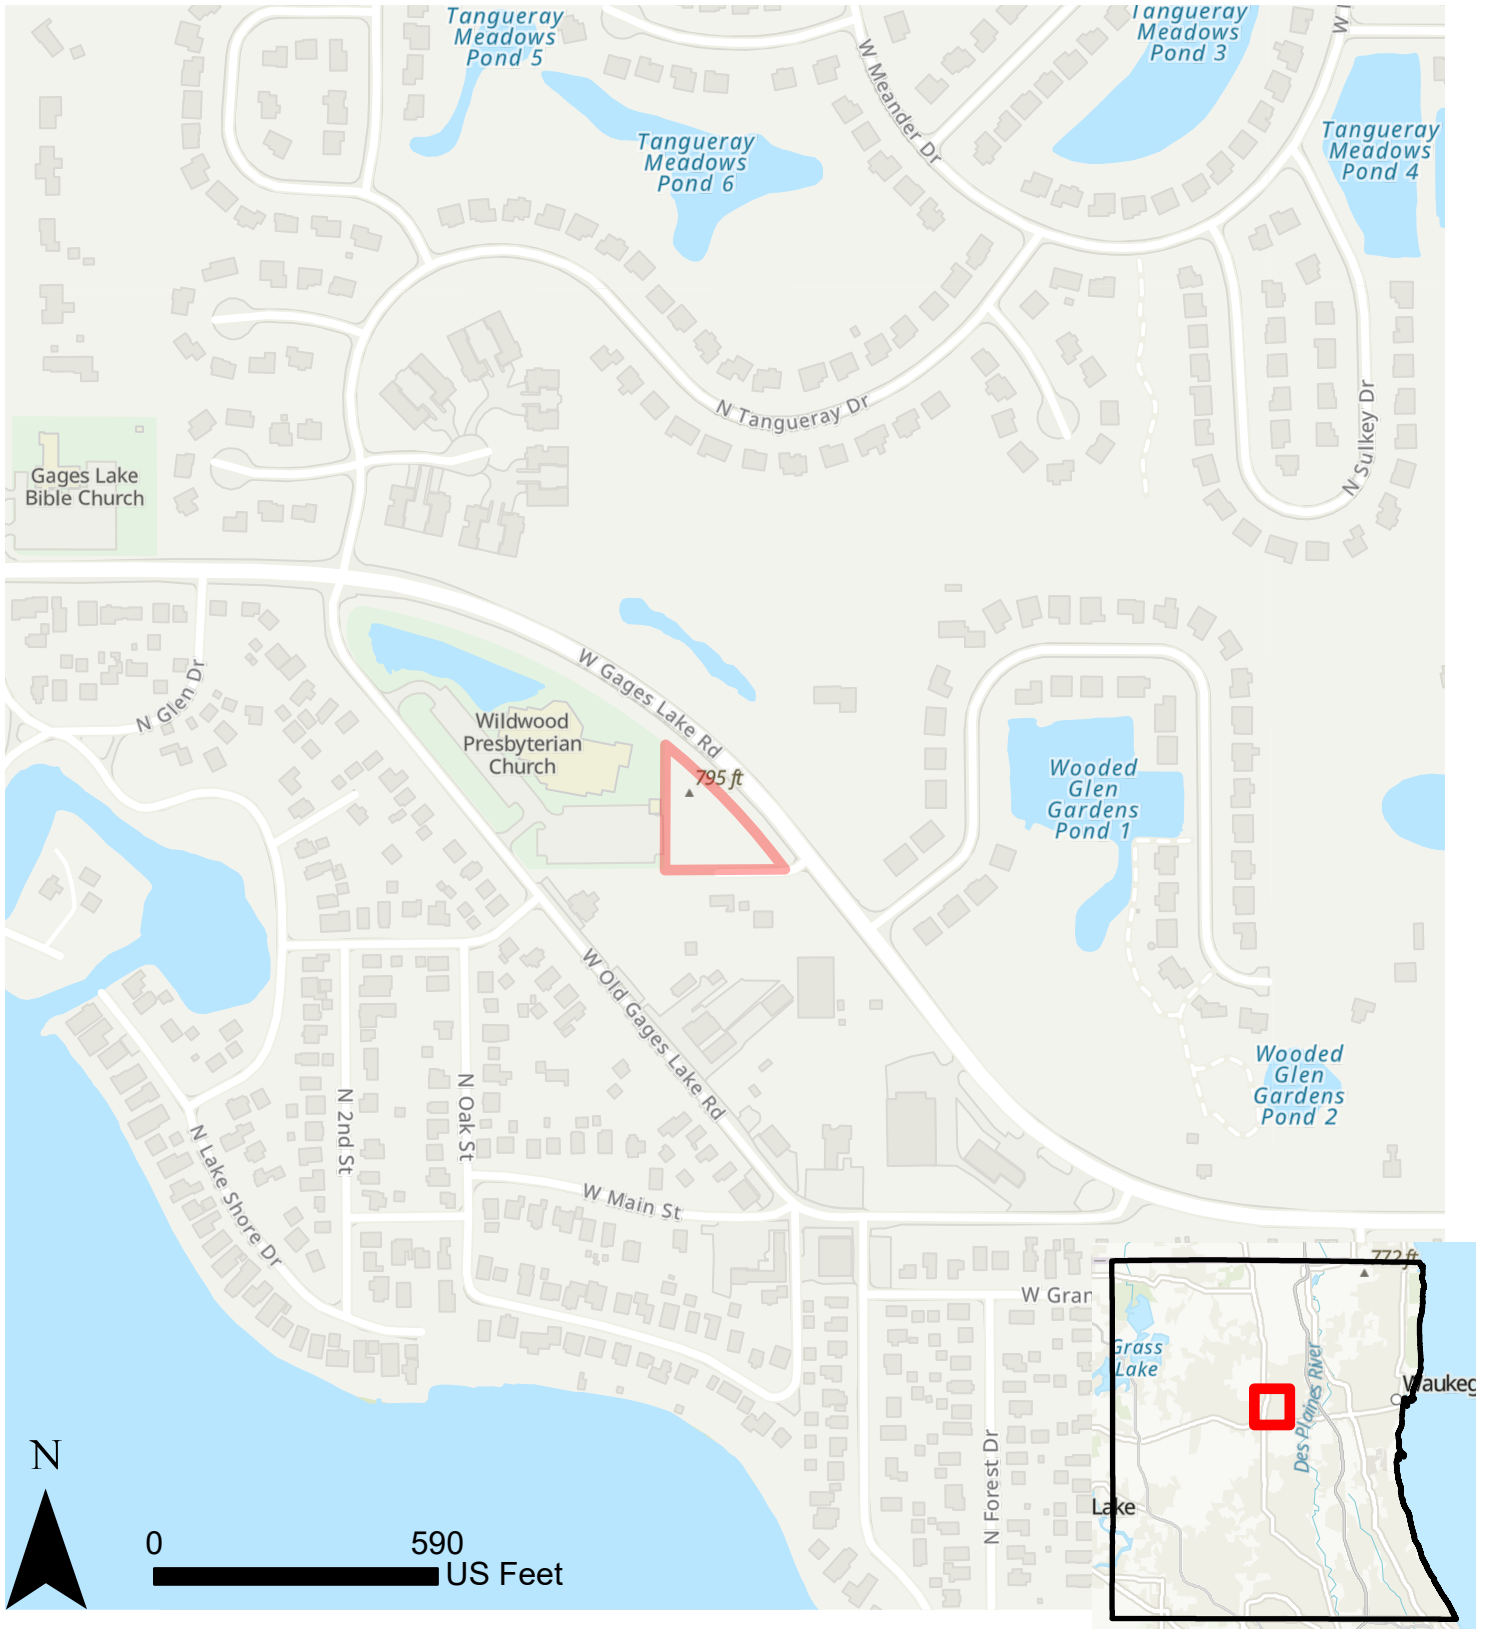 Tangueray
Meadows
Pond 5
Tangueray
Meadows
Pond 3
W Meander Dr
Tangueray
Meadows
Pond 6
Tangueray
Meadows
Pond 4
N Tangueray Dr
N Sulkey Dr
Gages Lake
Bible Church
W Gages Lake Rd
N Glen Dr
Wildwood
Presbyterian
Church
795 ft
Wooded
Glen
Gardens
Pond 1
W Old Gages Lake Rd
Wooded
Glen
Gardens
Pond 2
N 2nd St
N Oak St
N Lake Shore Dr
W Main St
W Gran
N Forest Dr
772 ft
Grass
Lake
Waukeg
Des Plaines River
Lake
N
0 590
US Feet